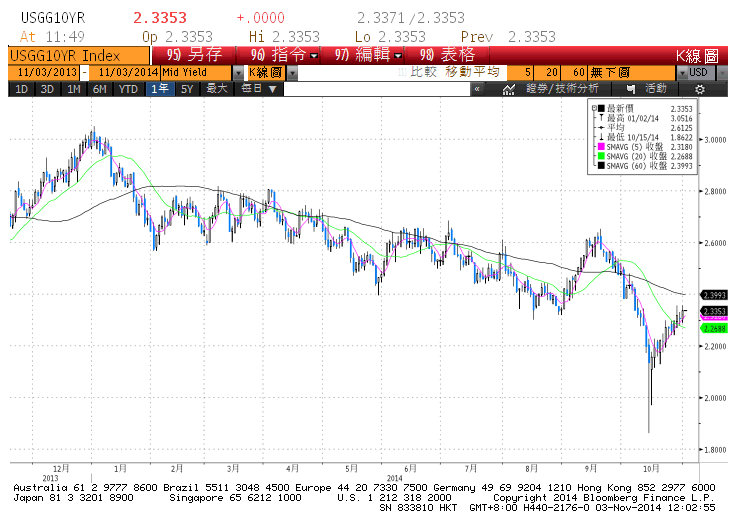 USGG10YR 2.3353 +.0000 2.3371 /2.3353
At 11:49 Op 2.3353 Hi 2.3353 Lo 2.3353 Prev 2.3353
USGG10YR Index 95) 另存 96) 指令 97) 編輯 98) 表格 K線圖
11/03/2013 - 11/03/2014 Mid Yield K線圖 比較 移動平均 5 20 60 無下圖 USD
1D 3D 1M 6M YTD 1年 5Y 最大 每日 ▼ « 證券/技術分析 活動
最新價 2.3353
最高 01/02/14 3.0516
平均 2.6125
最低 10/15/14 1.8622
SMAVG (5) 收盤 2.3180
SMAVG (20) 收盤 2.2688
SMAVG (60) 收盤 2.3993
3.0000
2.8000
2.6000
2.3993
2.3353
2.2688
2.2000
2.0000
1.8000
12月 1月 2月 3月 4月 5月 6月 7月 8月 9月 10月
2013 2014
Australia 61 2 9777 8600 Brazil 5511 3048 4500 Europe 44 20 7330 7500 Germany 49 69 9204 1210 Hong Kong 852 2977 6000
Japan 81 3 3201 8900 Singapore 65 6212 1000 U.S. 1 212 318 2000 Copyright 2014 Bloomberg Finance L.P.
SN 833810 HKT GMT+8:00 H440-2176-0 03-Nov-2014 12:02:55